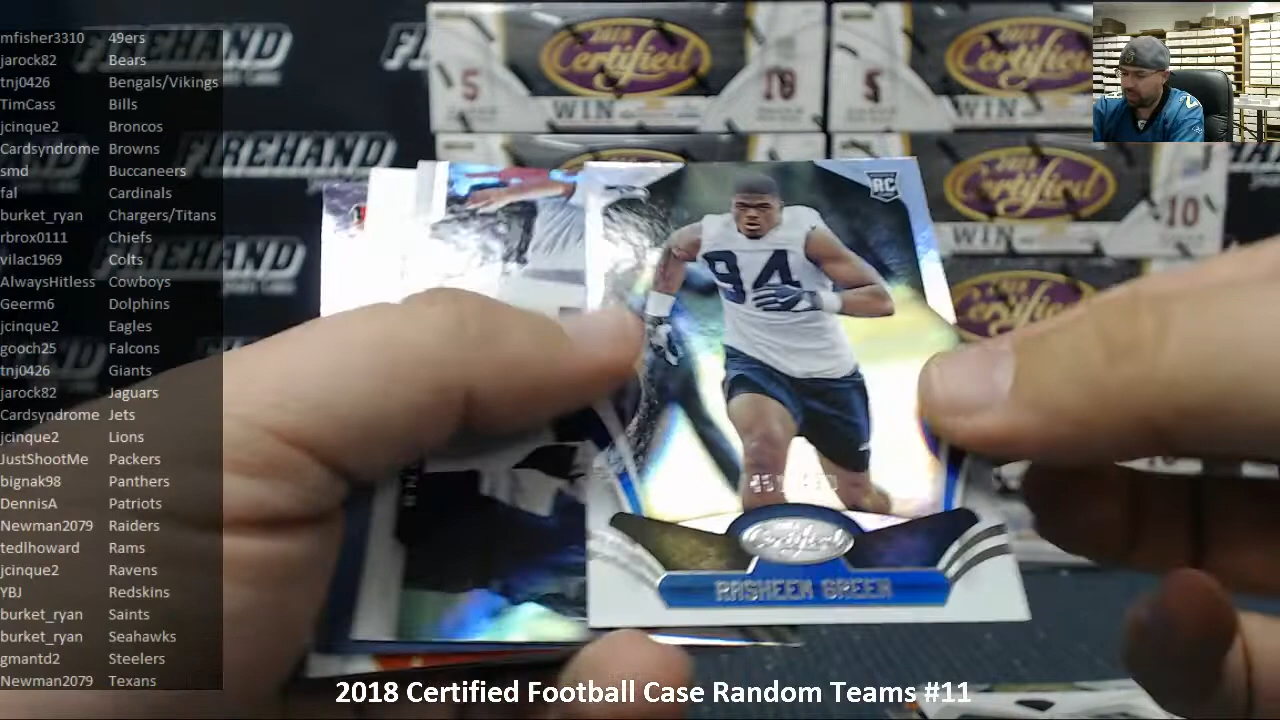 mfisher3310 49ers
jarock82 Bears
tnj0426 Bengals/Vikings
TimCass Bills
jcinque2 Broncos
Cardsyndrome Browns
smd Buccaneers
fal Cardinals
burket_ryan Chargers/Titans
rbrox0111 Chiefs
vilac1969 Colts
AlwaysHitless Cowboys
Geerm6 Dolphins
jcinque2 Eagles
gooch25 Falcons
tnj0426 Giants
jarock82 Jaguars
Cardsyndrome Jets
jcinque2 Lions
JustShootMe Packers
bignak98 Panthers
DennisA Patriots
Newman2079 Raiders
tedlhoward Rams
jcinque2 Ravens
YBJ Redskins
burket_ryan Saints
burket_ryan Seahawks
gmantd2 Steelers
Newman2079 Texans
FIREHAND
FIREHAND
FIREHAND
2018
Certified
5
10
WIN
Certified
5
WIN
Certified
10
WIN
RC
94
Certified
RASHEEM GREEN
2018 Certified Football Case Random Teams #11